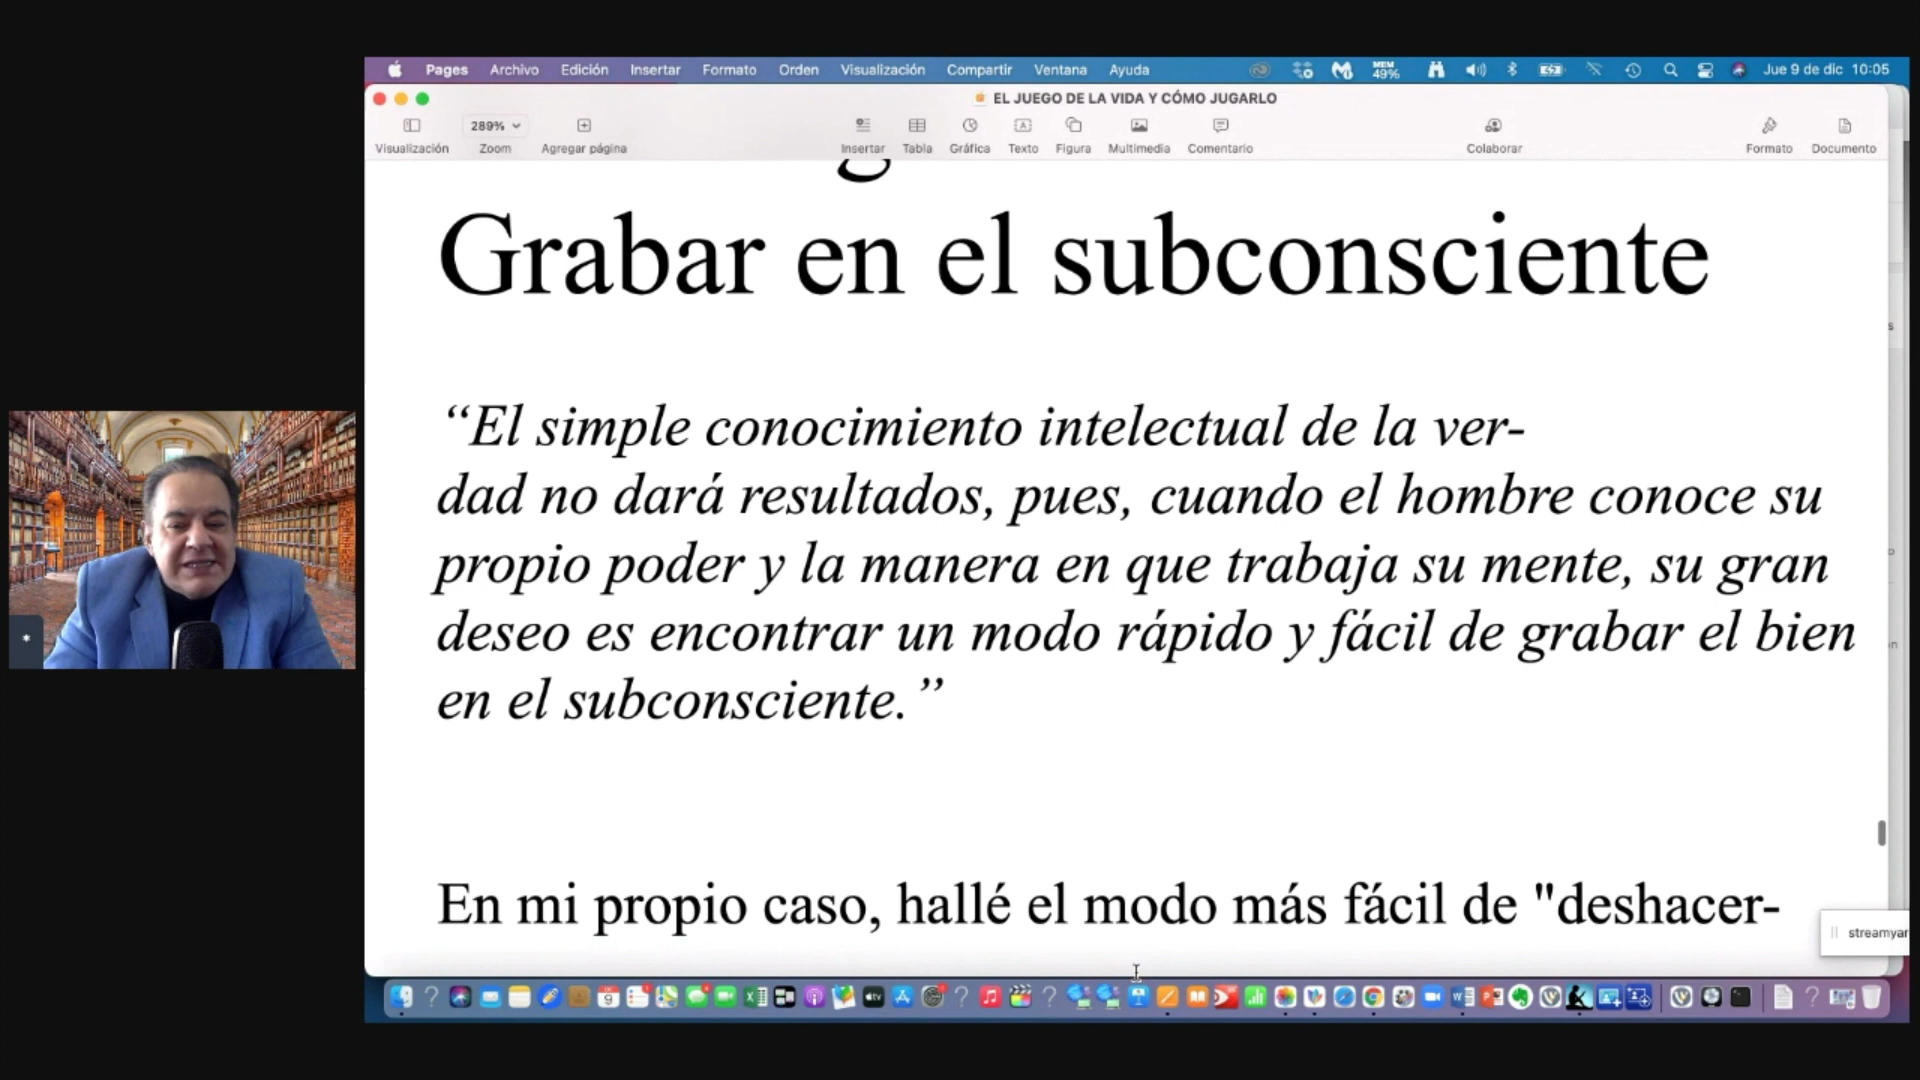 Pages Archivo Edición Insertar Formato Orden Visualización Compartir Ventana Ayuda MEM 49% Jue 9 de dic 10:05
EL JUEGO DE LA VIDA Y CÓMO JUGARLO
289%
Visualización Zoom Agregar página Insertar Tabla Gráfica Texto Figura Multimedia Comentario Colaborar Formato Documento
Grabar en el subconsciente
“El simple conocimiento intelectual de la ver-
dad no dará resultados, pues, cuando el hombre conoce su
propio poder y la manera en que trabaja su mente, su gran
deseo es encontrar un modo rápido y fácil de grabar el bien
en el subconsciente.”
En mi propio caso, hallé el modo más fácil de "deshacer-
streamyar